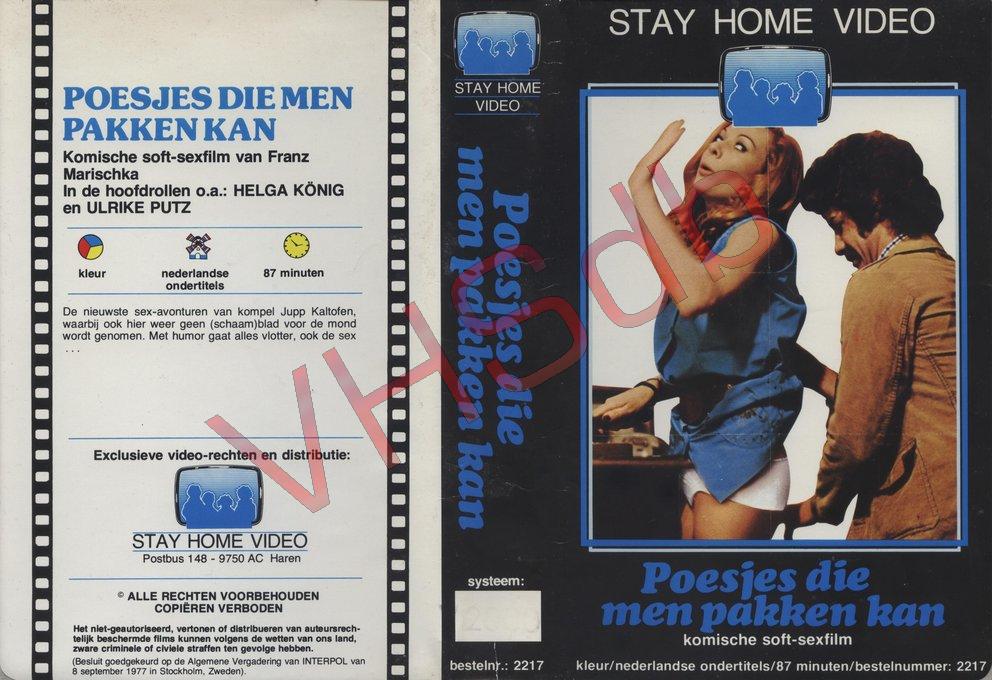 POESJES DIE MEN
PAKKEN KAN
Komische soft-sexfilm van Franz
Marischka
In de hoofdrollen o.a.: HELGA KÖNIG
en ULRIKE PUTZ
kleur
nederlandse
ondertitels
87 minuten
De nieuwste sex-avonturen van kompel Jupp Kaltofen,
waarbij ook hier weer geen (schaam)blad voor de mond
wordt genomen. Met humor gaat alles vlotter, ook de sex
...
Exclusieve video-rechten en distributie:
STAY HOME VIDEO
Postbus 148 - 9750 AC Haren
© ALLE RECHTEN VOORBEHOUDEN
COPIËREN VERBODEN
Het niet-geautoriseerd, vertonen of distribueren van auteursrech-
telijk beschermde films kunnen volgens de wetten van ons land,
zware criminele of civiele straffen ten gevolge hebben.
(Besluit goedgekeurd op de Algemene Vergadering van INTERPOL van
8 september 1977 in Stockholm, Zweden).
STAY HOME
VIDEO
Poesjes die
men pakken kan
systeem:
bestelnr.: 2217
STAY HOME VIDEO
Poesjes die
men pakken kan
komische soft-sexfilm
kleur/nederlandse ondertitels/87 minuten/bestelnummer: 2217
VHSdb